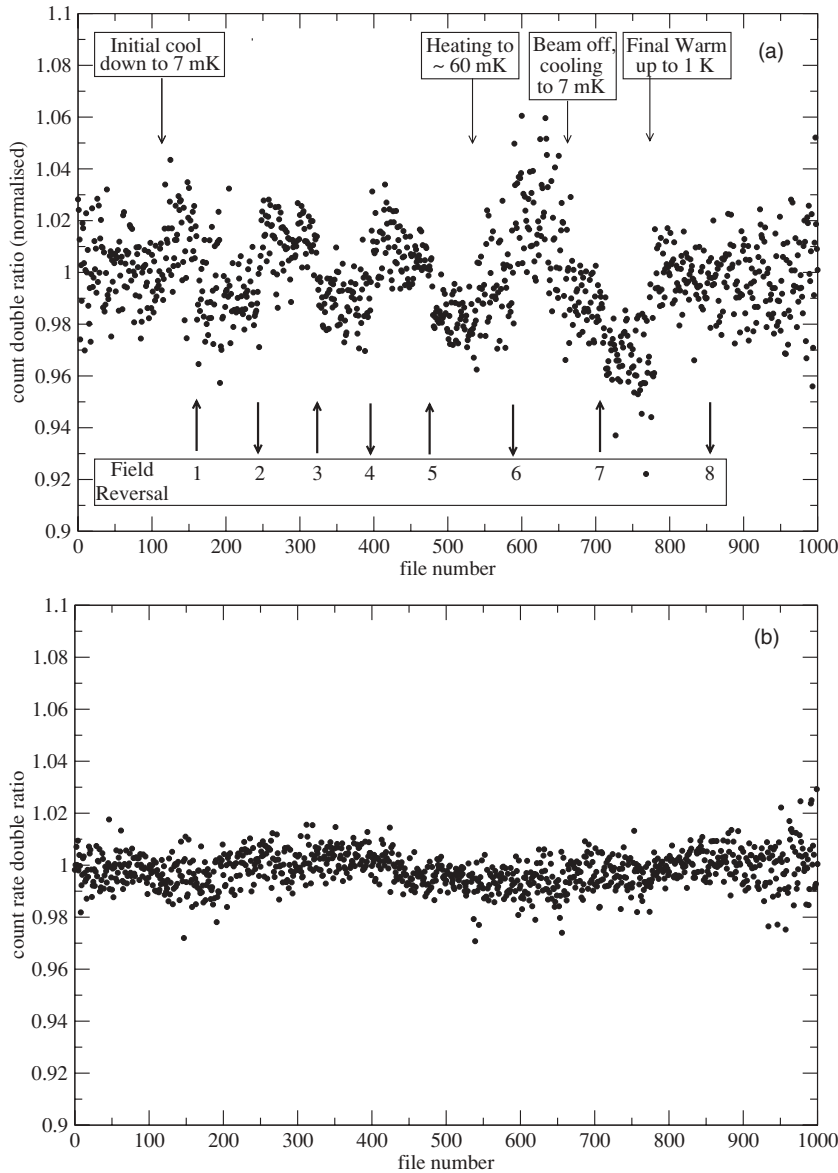 1.1
1.08
1.06
1.04
1.02
1
0.98
0.96
0.94
0.92
0.9
count double ratio (normalised)
Initial cool
down to 7 mK
Heating to
~ 60 mK
Beam off,
cooling
to 7 mK
Final Warm
up to 1 K
(a)
Field
Reversal
1 2 3 4 5 6 7 8
0 100 200 300 400 500 600 700 800 900 1000
file number
1.1
1.08
1.06
1.04
1.02
1
0.98
0.96
0.94
0.92
0.9
count rate double ratio
(b)
0 100 200 300 400 500 600 700 800 900 1000
file number